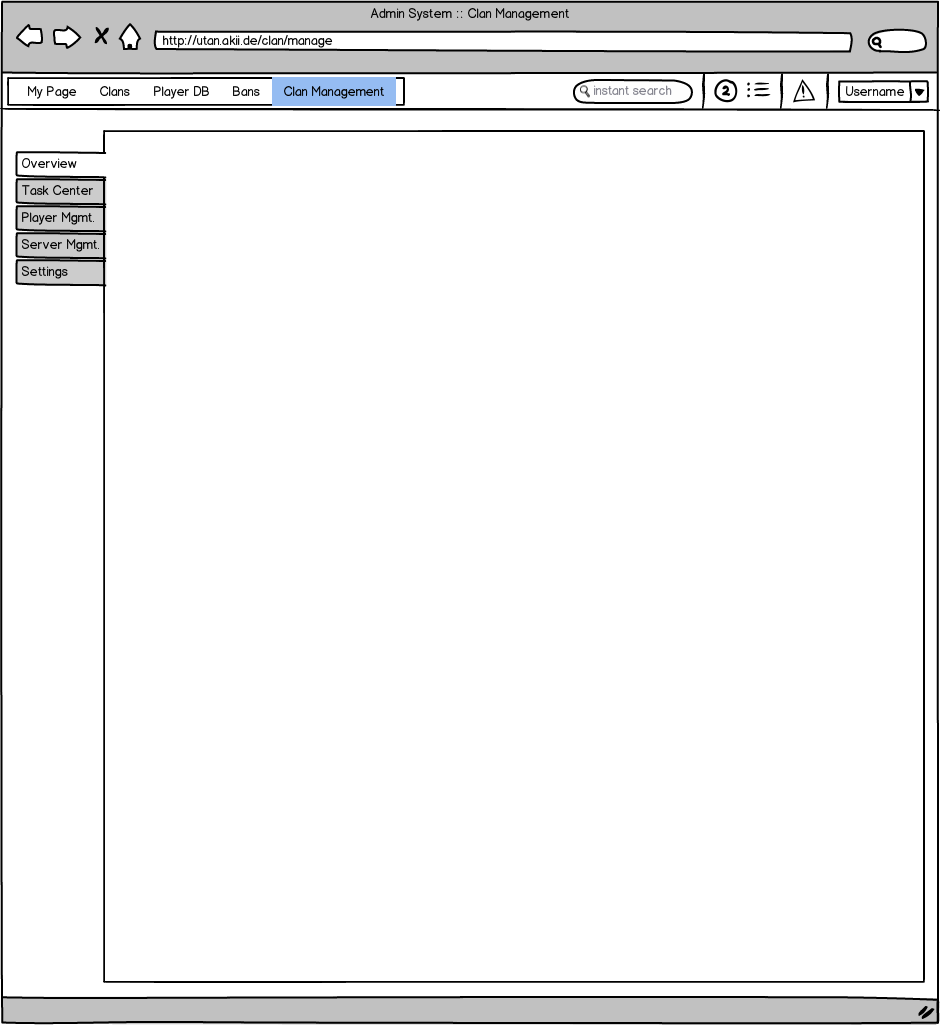 Admin System :: Clan Management
http://utan.akii.de/clan/manage
My Page Clans Player DB Bans Clan Management instant search 2 Username
Overview
Task Center
Player Mgmt.
Server Mgmt.
Settings